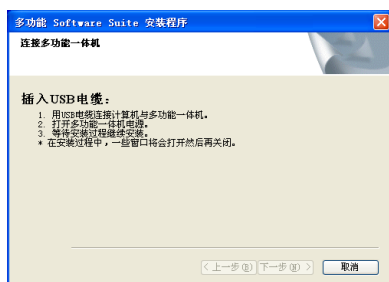 多功能 Software Suite 安装程序
连接多功能一体机
插入USB电缆：
1. 用USB电缆连接计算机与多功能一体机。
2. 打开多功能一体机电源。
3. 等待安装过程继续安装。
* 在安装过程中，一些窗口将会打开然后再关闭。
< 上一步(B) 下一步(N) > 取消